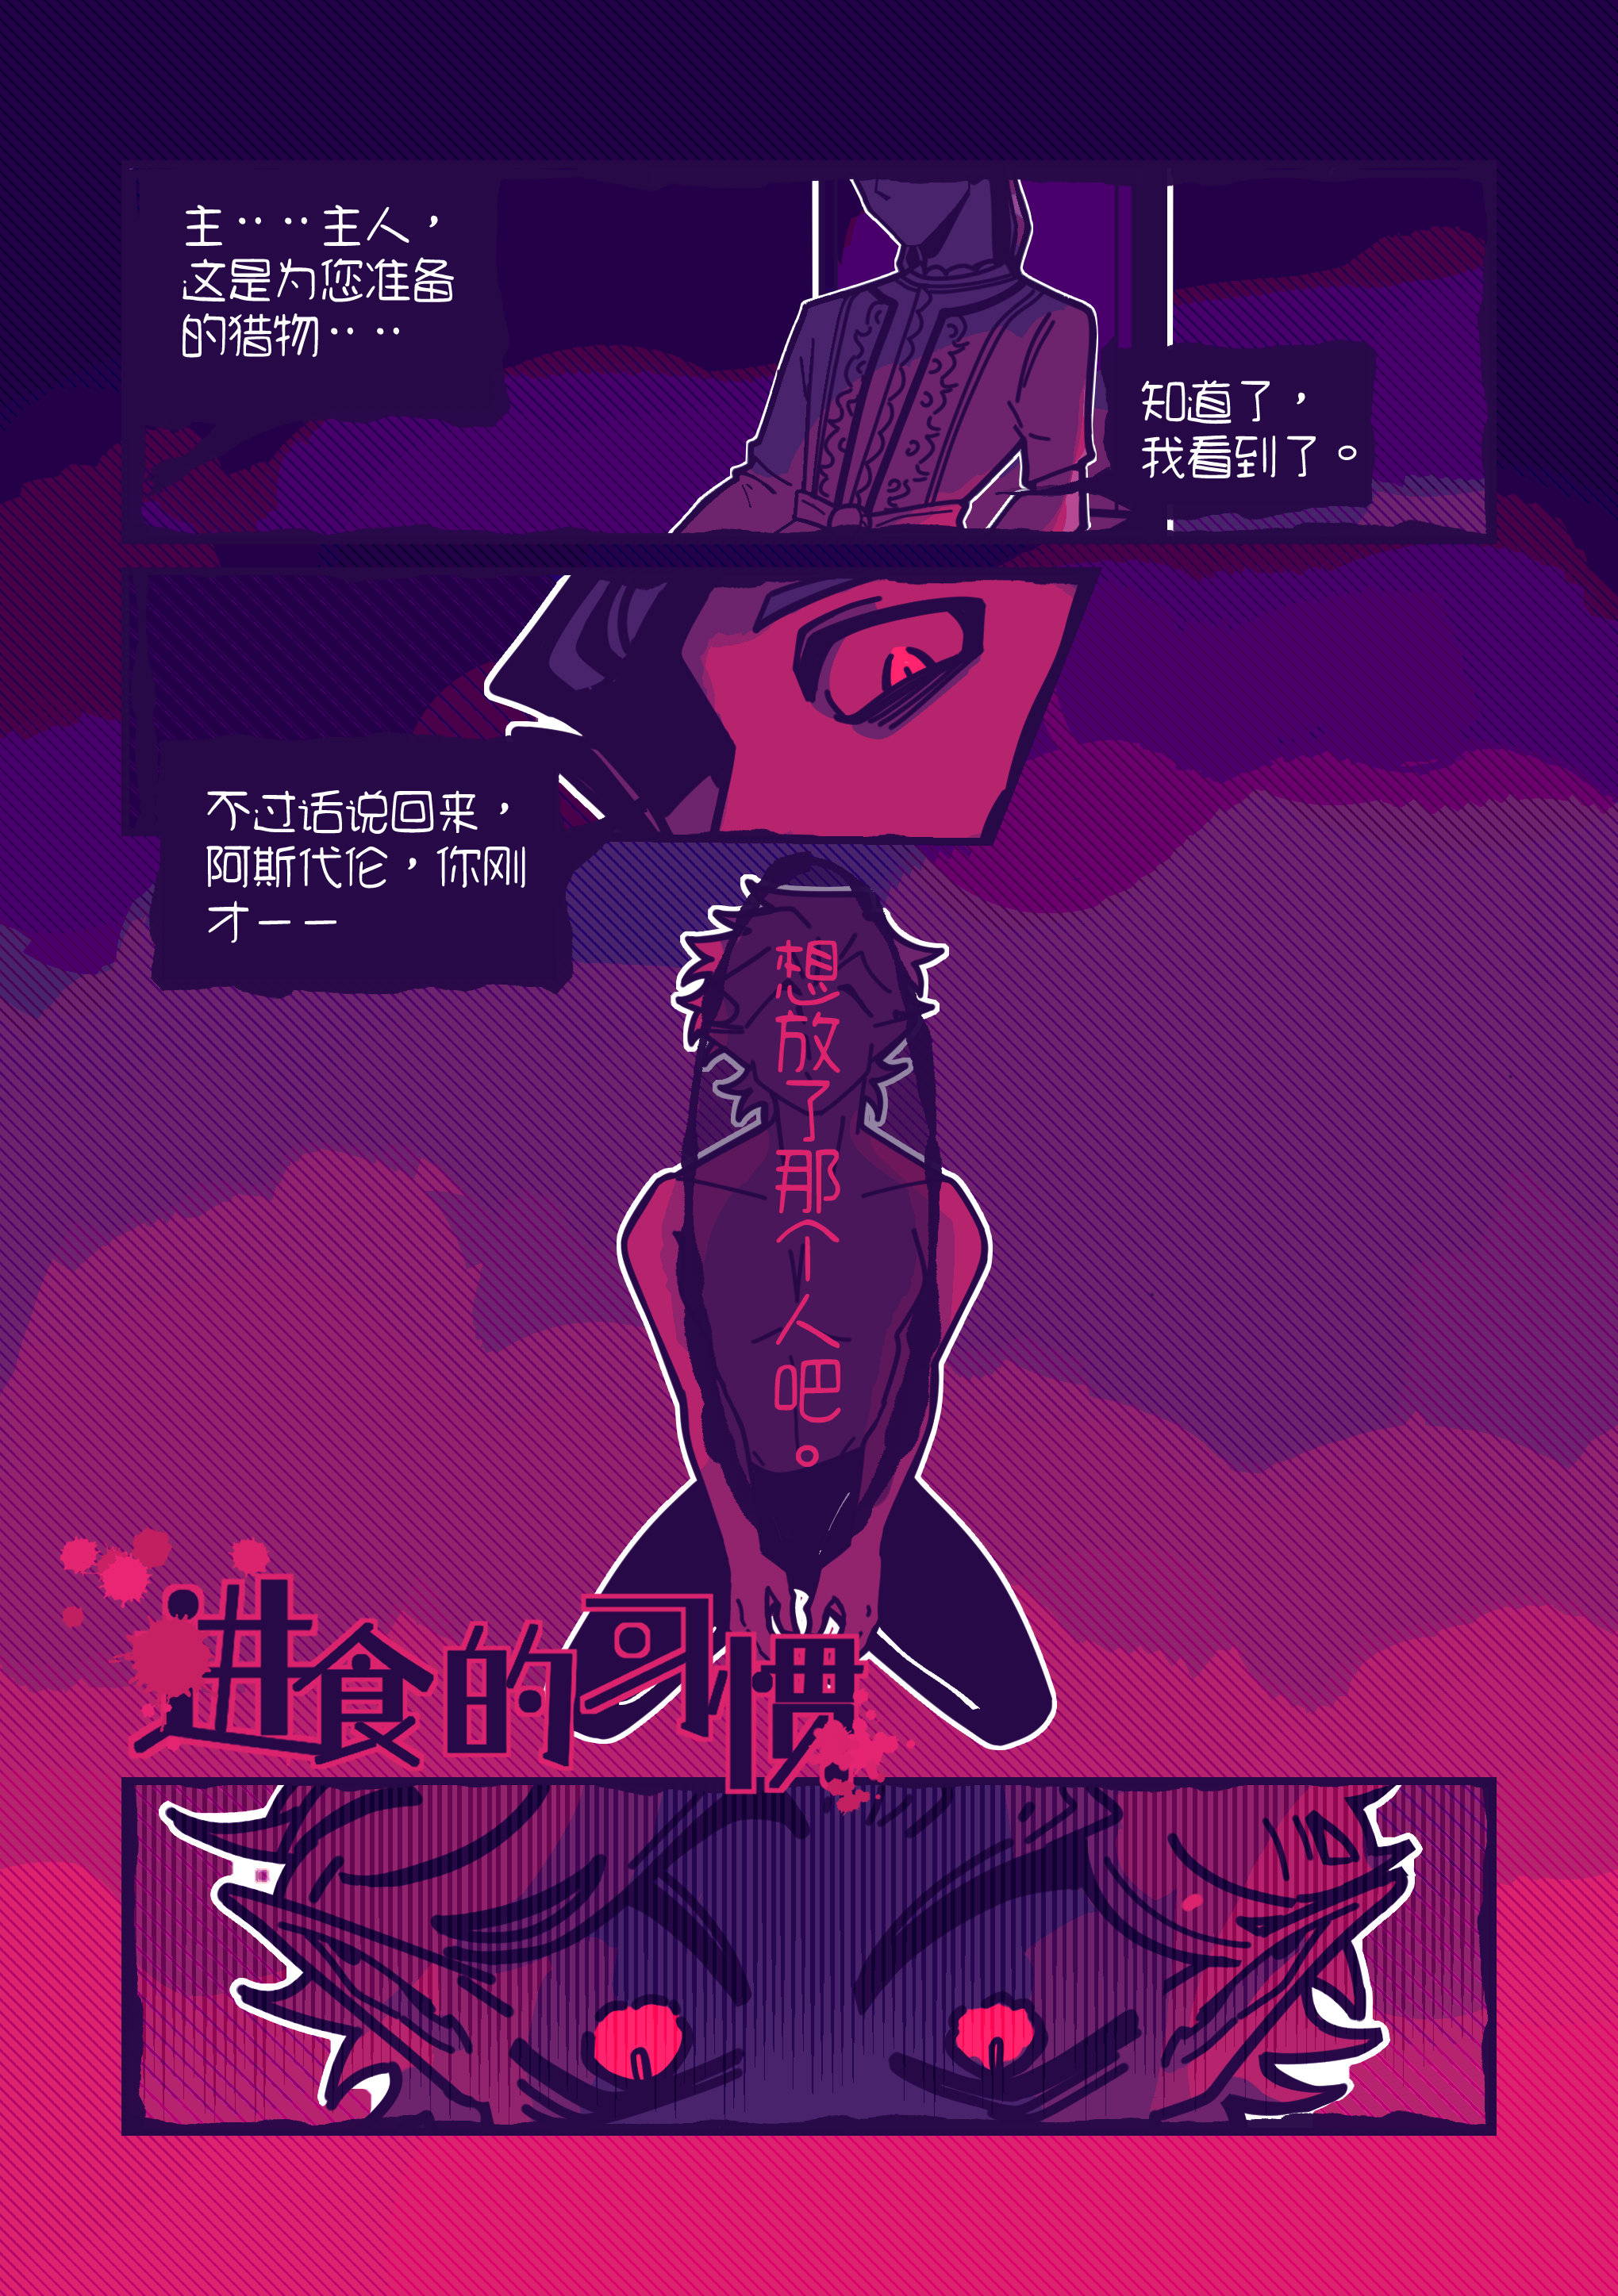 主‥‥主人，
这是为您准备
的猎物‥‥
知道了，
我看到了。
不过话说回来，
阿斯代伦，你刚
才——
想放了那个人吧。
进食的习惯